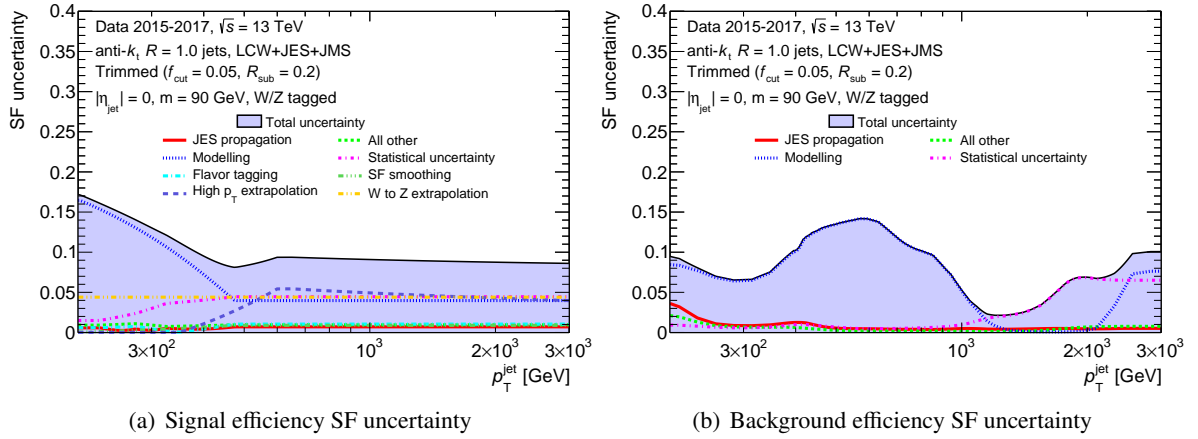 Data 2015-2017, √s = 13 TeV
anti-kt R = 1.0 jets, LCW+JES+JMS
Trimmed (fcut = 0.05, Rsub = 0.2)
|ηjet| = 0, m = 90 GeV, W/Z tagged
Total uncertainty
JES propagation
All other
Modelling
Statistical uncertainty
Flavor tagging
SF smoothing
High pT extrapolation
W to Z extrapolation
SF uncertainty
0.4
0.35
0.3
0.25
0.2
0.15
0.1
0.05
0
3×10²
10³
2×10³
3×10³
pTjet [GeV]
(a) Signal efficiency SF uncertainty
Data 2015-2017, √s = 13 TeV
anti-kt R = 1.0 jets, LCW+JES+JMS
Trimmed (fcut = 0.05, Rsub = 0.2)
|ηjet| = 0, m = 90 GeV, W/Z tagged
Total uncertainty
JES propagation
All other
Modelling
Statistical uncertainty
SF uncertainty
0.4
0.35
0.3
0.25
0.2
0.15
0.1
0.05
0
3×10²
10³
2×10³
3×10³
pTjet [GeV]
(b) Background efficiency SF uncertainty